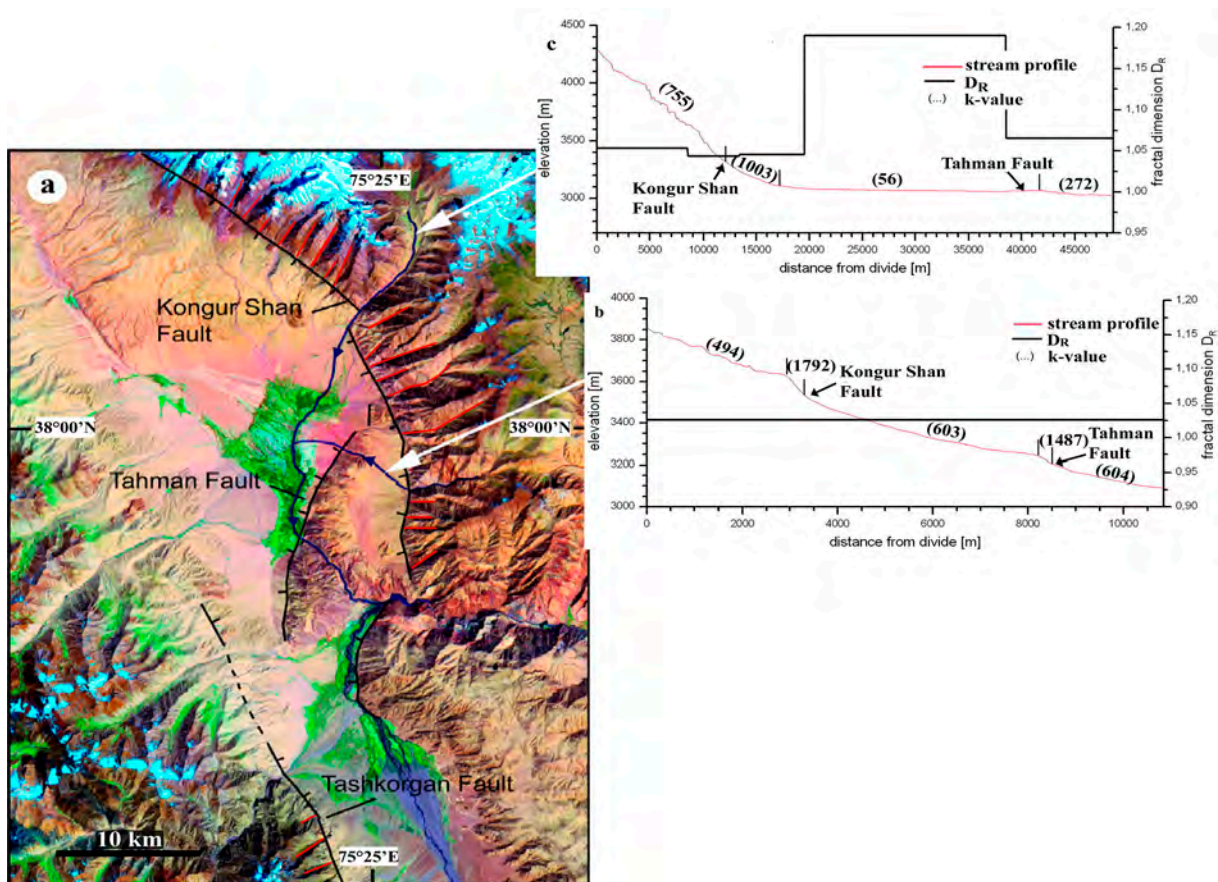 a
75°25'E
Kongur Shan
Fault
38°00'N
38°00'N
Tahman Fault
Tashkorgan Fault
10 km
75°25'E
c
4500
4000
3500
3000
elevation [m]
1,20
1,15
1,10
1,05
1,00
0,95
fractal dimension D_R
stream profile
D_R
(...) k-value
(755)
(1003)
Kongur Shan
Fault
(56)
Tahman Fault
(272)
0 5000 10000 15000 20000 25000 30000 35000 40000 45000
distance from divide [m]
b
4000
3800
3600
3400
3200
3000
elevation [m]
1,20
1,15
1,10
1,05
1,00
0,95
0,90
fractal dimension D_R
stream profile
D_R
(...) k-value
(494)
(1792)
Kongur Shan
Fault
(603)
(1487)
Tahman
Fault
(604)
0 2000 4000 6000 8000 10000
distance from divide [m]